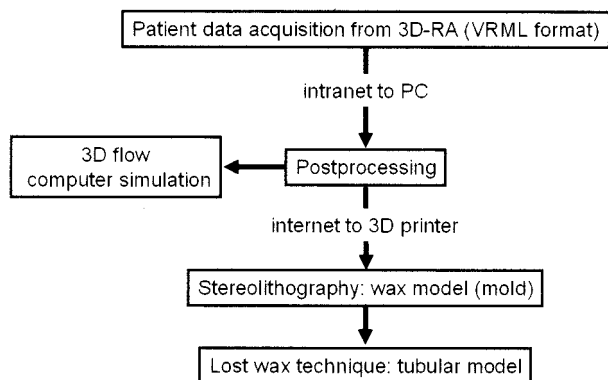 Patient data acquisition from 3D-RA (VRML format)
intranet to PC
3D flow
computer simulation
Postprocessing
internet to 3D printer
Stereolithography: wax model (mold)
Lost wax technique: tubular model